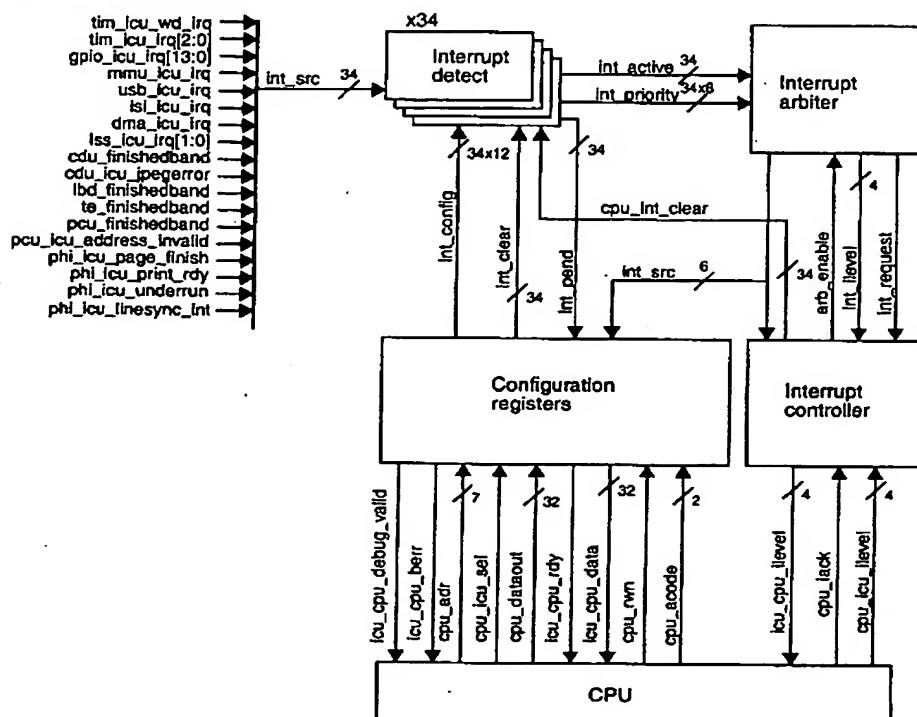 tim_icu_wd_irq
tim_icu_irq[2:0]
gpio_icu_irq[13:0]
mmu_icu_irq
usb_icu_irq
isi_icu_irq
dma_icu_irq
lss_icu_irq[1:0]
cdu_finishedband
cdu_icu_jpegerror
lbd_finishedband
te_finishedband
pcu_finishedband
pcu_icu_address_invalid
phi_icu_page_finish
phi_icu_print_rdy
phi_icu_underrun
phi_icu_linesync_int
int_src
34
x34
Interrupt
detect
int_active
34
int_priority
34x8
Interrupt
arbiter
34x12
34
int_config
int_clear
34
int_pend
cpu_int_clear
int_src
6
34
arb_enable
4
int_ilevel
int_request
Configuration
registers
Interrupt
controller
icu_cpu_debug_valid
icu_cpu_berr
cpu_adr
7
cpu_icu_sel
cpu_dataout
32
icu_cpu_rdy
icu_cpu_data
32
cpu_rwn
cpu_acode
2
icu_cpu_ilevel
4
cpu_iack
cpu_icu_ilevel
4
CPU